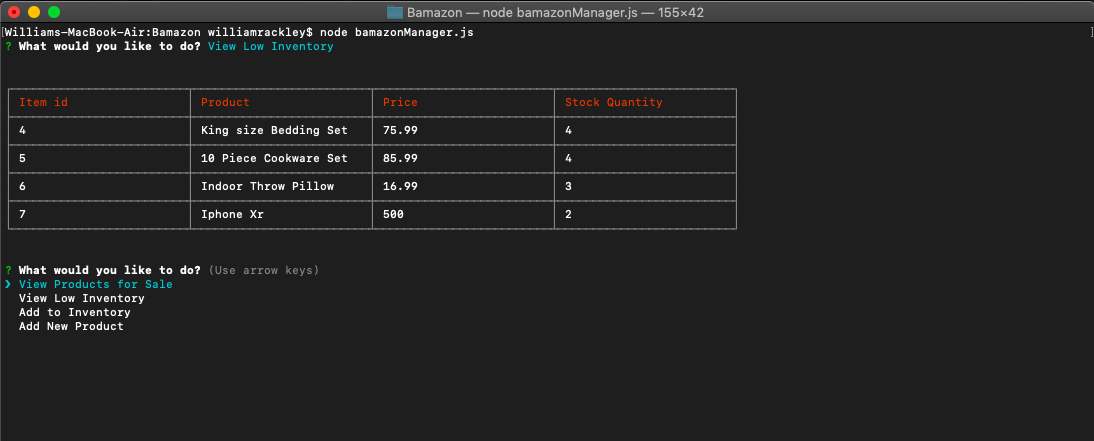 Bamazon — node bamazonManager.js — 155×42
[Williams-MacBook-Air:Bamazon williamrackley$ node bamazonManager.js ]
? What would you like to do? View Low Inventory
Item id Product Price Stock Quantity
4 King size Bedding Set 75.99 4
5 10 Piece Cookware Set 85.99 4
6 Indoor Throw Pillow 16.99 3
7 Iphone Xr 500 2
? What would you like to do? (Use arrow keys)
❯ View Products for Sale
View Low Inventory
Add to Inventory
Add New Product